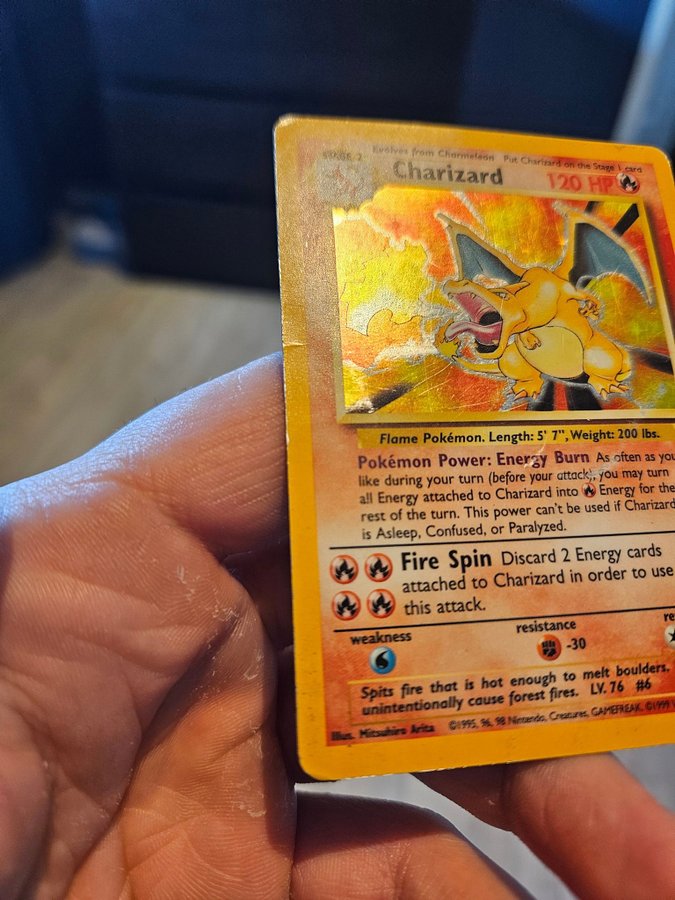 STAGE 2
Evolves from Charmeleon Put Charizard on the Stage 1 card
Charizard 120 HP
Flame Pokémon. Length: 5' 7", Weight: 200 lbs.
Pokémon Power: Energy Burn As often as you
like during your turn (before your attack), you may turn
all Energy attached to Charizard into Energy for the
rest of the turn. This power can't be used if Charizard
is Asleep, Confused, or Paralyzed.
Fire Spin Discard 2 Energy cards
attached to Charizard in order to use
this attack.
weakness resistance re
-30
Spits fire that is hot enough to melt boulders.
unintentionally cause forest fires. LV. 76 #6
Illus. Mitsuhiro Arita ©1995, 96, 98 Nintendo, Creatures, GAMEFREAK. ©1999